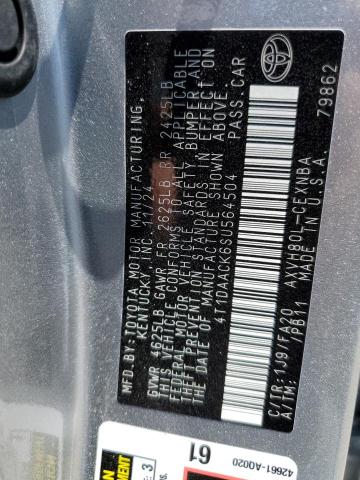 MFD. BY: TOYOTA MOTOR MANUFACTURING,
KENTUCKY, INC. 11/24
GVWR 4625LB GAWR FR 2625LB RR 2425LB
THIS VEHICLE CONFORMS TO ALL APPLICABLE
FEDERAL MOTOR VEHICLE SAFETY, BUMPER AND
THEFT PREVENTION STANDARDS IN EFFECT ON
THE DATE OF MANUFACTURE SHOWN ABOVE.
4T1DAACK6SU564504 PASS. CAR
C/TR: 1J9/FA20 AXVH80L-CEXNBA
A/TM: /PB11 MADE IN U.S.A. 79862
42661-A0020
61
3